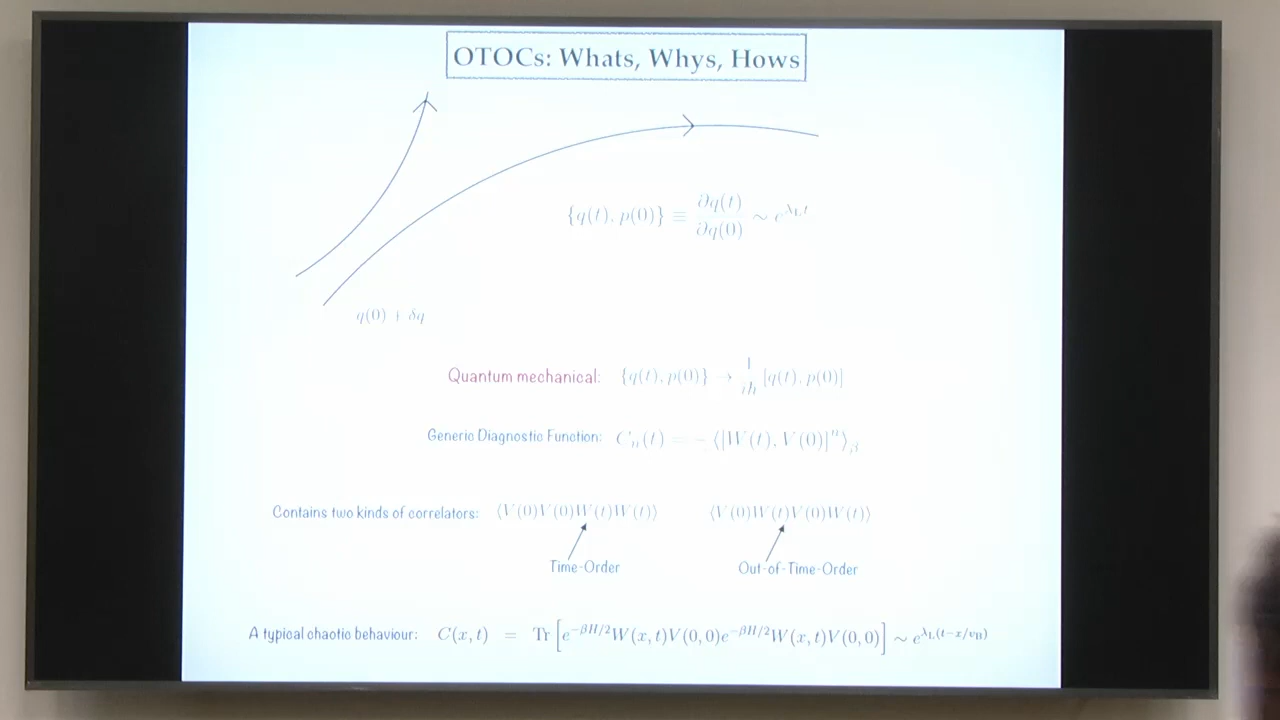 OTOCs: Whats, Whys, Hows
{q(t), p(0)} ≡ ∂q(t)/∂q(0) ~ e^{λ_L t}
q(0) + δq
Quantum mechanical: {q(t), p(0)} → 1/iħ [q(t), p(0)]
Generic Diagnostic Function: C_n(t) = − ⟨[W(t), V(0)]^n⟩_β
Contains two kinds of correlators: ⟨V(0)V(0)W(t)W(t)⟩ ⟨V(0)W(t)V(0)W(t)⟩
Time-Order Out-of-Time-Order
A typical chaotic behaviour: C(x, t) = Tr [e^{−βH/2}W(x, t)V(0, 0)e^{−βH/2}W(x, t)V(0, 0)] ~ e^{λ_L(t−x/v_B)}